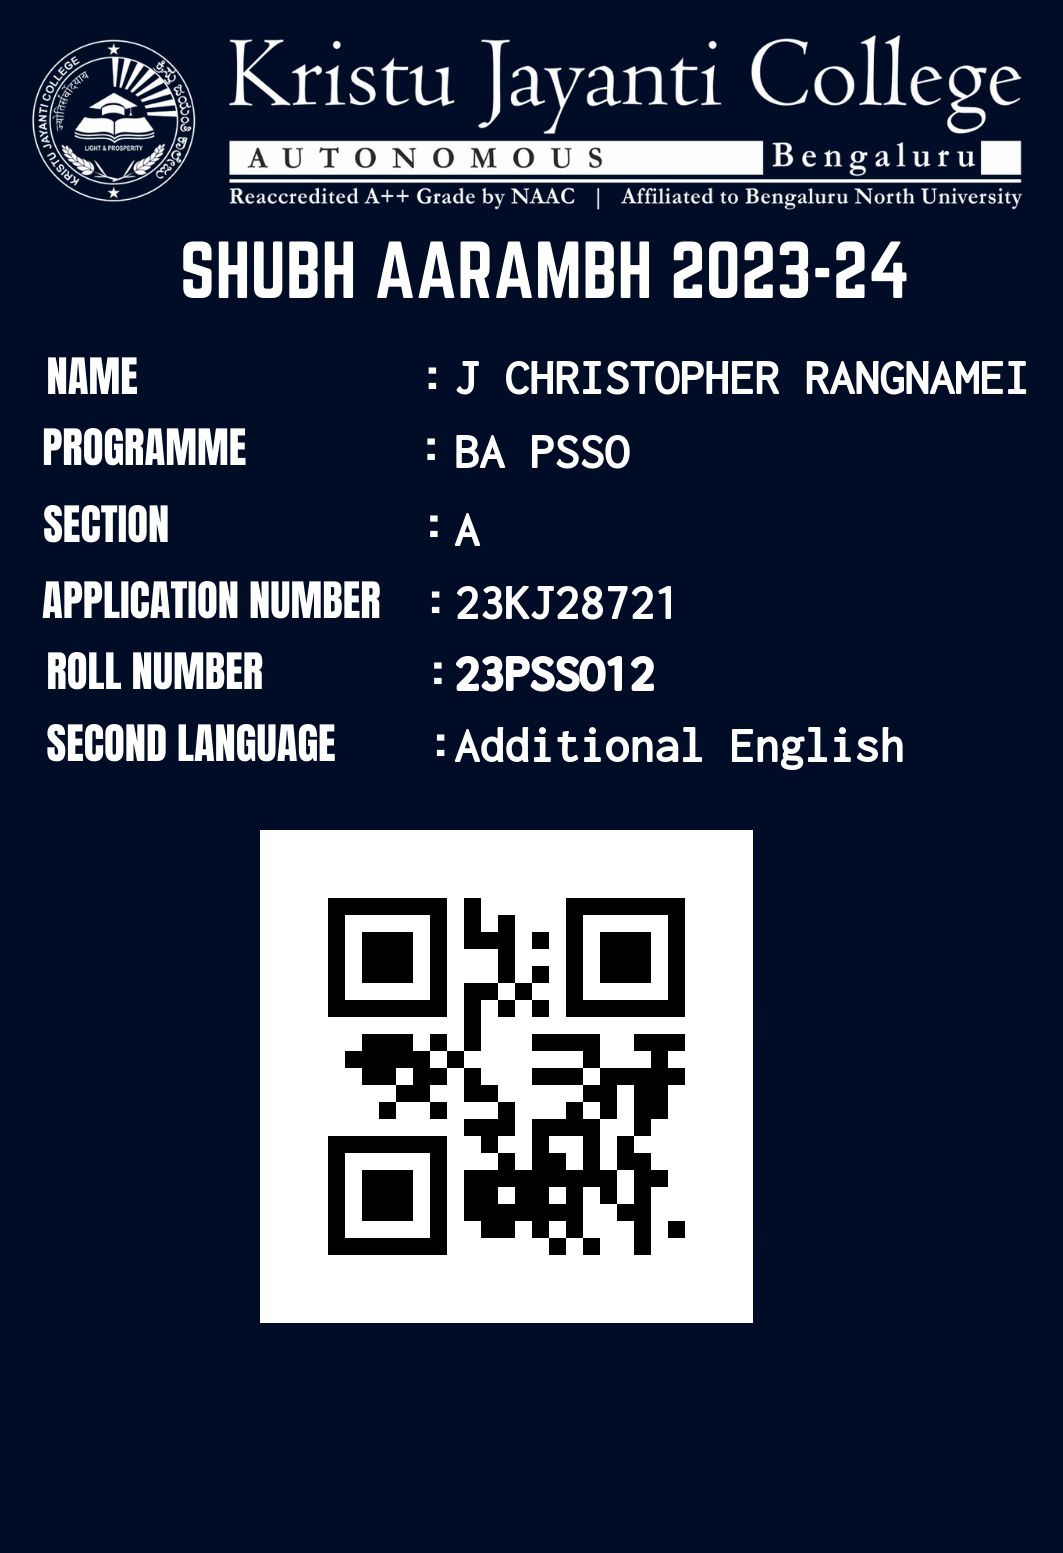 KRISTU JAYANTI COLLEGE
ಕ್ರಿಸ್ತು ಜಯಂತಿ ಕಾಲೇಜು
ज्योतिर्संवर्दियाय
LIGHT & PROSPERITY
Kristu Jayanti College
AUTONOMOUS Bengaluru
Reaccredited A++ Grade by NAAC | Affiliated to Bengaluru North University
SHUBH AARAMBH 2023-24
NAME : J CHRISTOPHER RANGNAMEI
PROGRAMME : BA PSSO
SECTION : A
APPLICATION NUMBER : 23KJ28721
ROLL NUMBER : 23PSSO12
SECOND LANGUAGE : Additional English